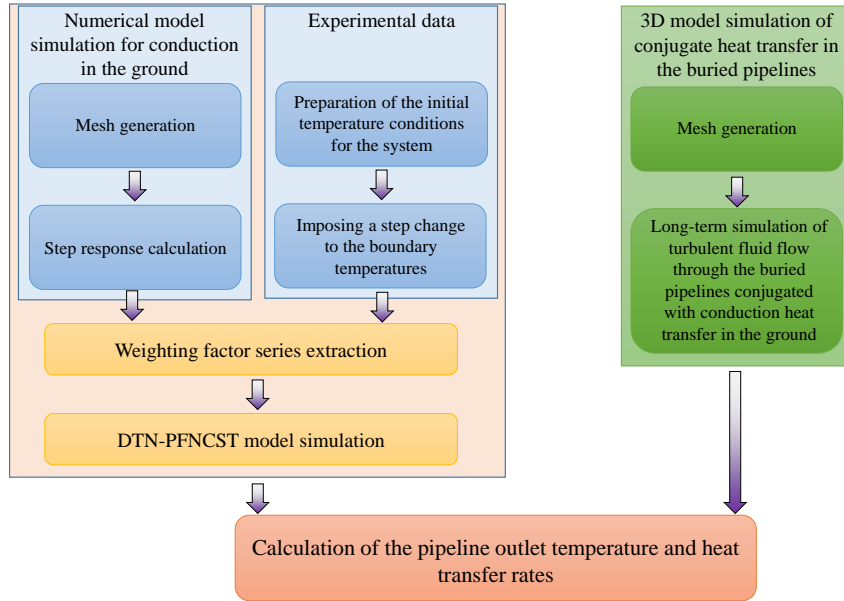 Numerical model
simulation for conduction
in the ground
Mesh generation
Step response calculation
Experimental data
Preparation of the initial
temperature conditions
for the system
Imposing a step change
to the boundary
temperatures
Weighting factor series extraction
DTN-PFNCST model simulation
3D model simulation of
conjugate heat transfer in
the buried pipelines
Mesh generation
Long-term simulation of
turbulent fluid flow
through the buried
pipelines conjugated
with conduction heat
transfer in the ground
Calculation of the pipeline outlet temperature and heat
transfer rates